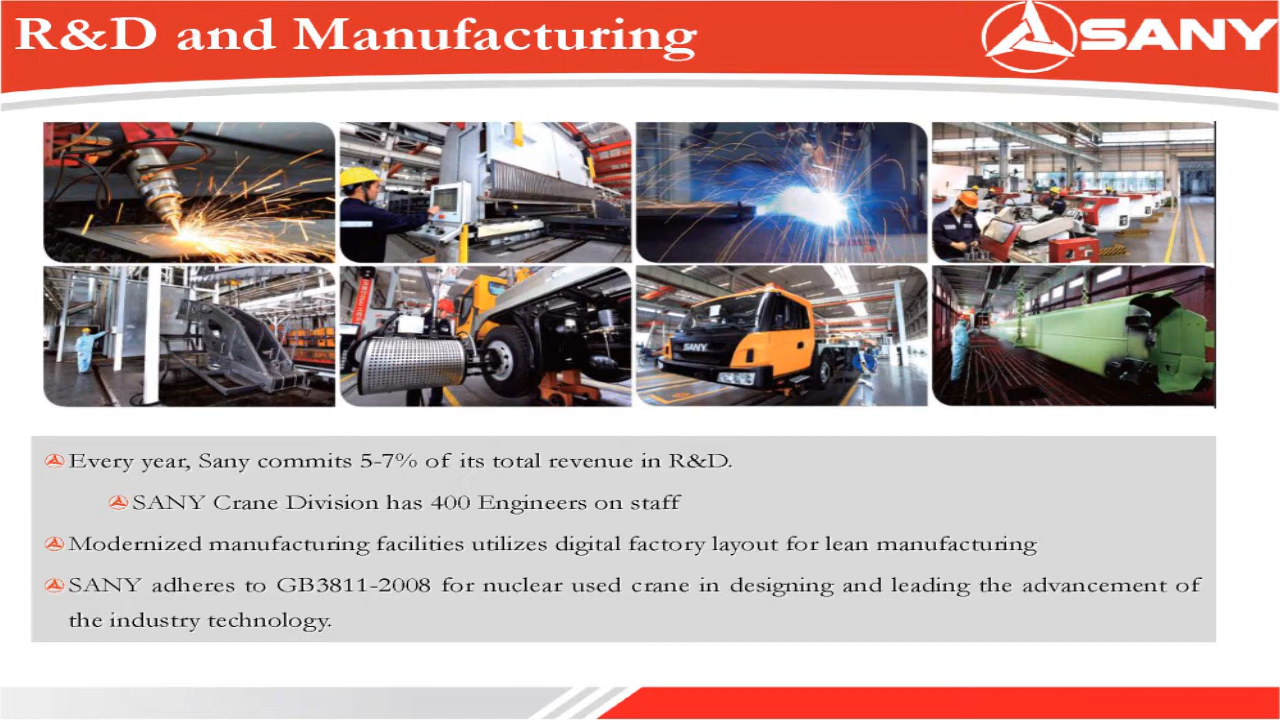 R&D and Manufacturing
SANY
SANY
Every year, Sany commits 5-7% of its total revenue in R&D.
SANY Crane Division has 400 Engineers on staff
Modernized manufacturing facilities utilizes digital factory layout for lean manufacturing
SANY adheres to GB3811-2008 for nuclear used crane in designing and leading the advancement of
the industry technology.